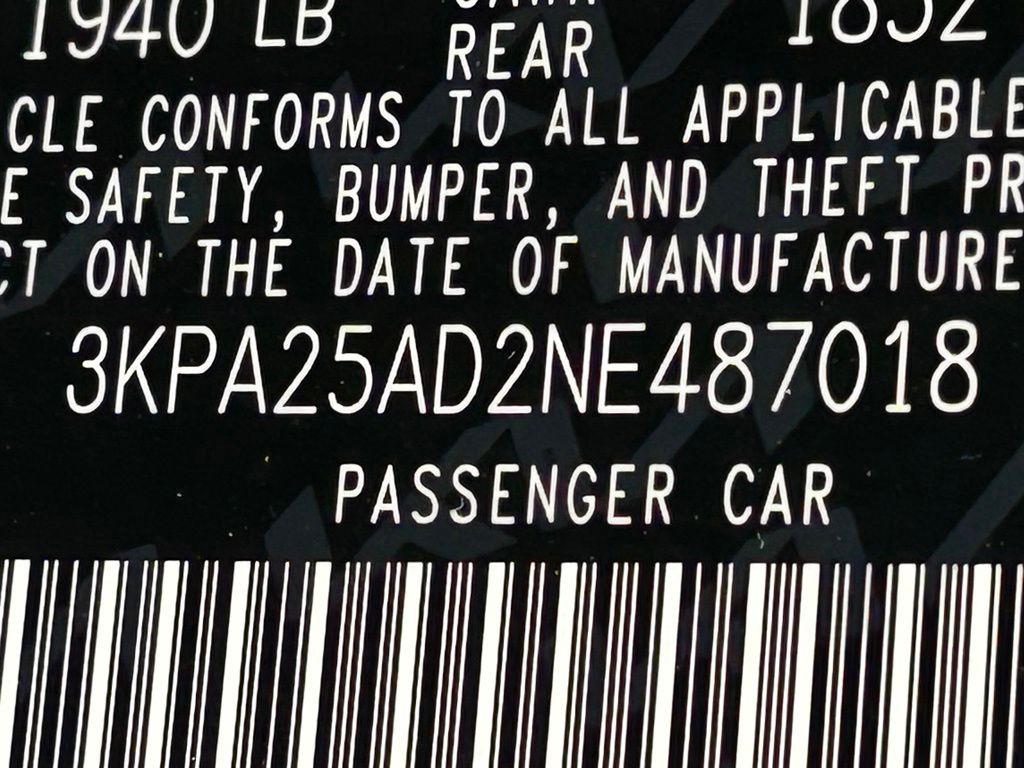 1940 LB 1852
REAR
CLE CONFORMS TO ALL APPLICABLE
E SAFETY, BUMPER, AND THEFT PR
CT ON THE DATE OF MANUFACTURE
3KPA25AD2NE487018
PASSENGER CAR